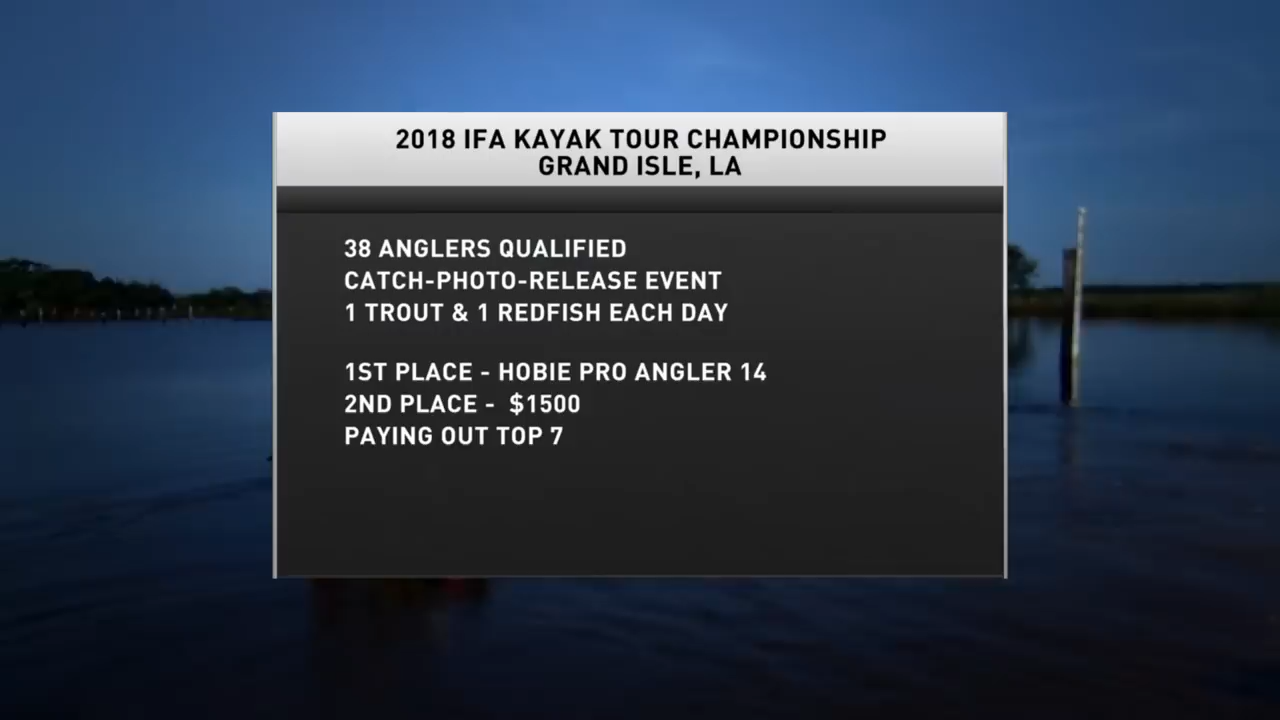 2018 IFA KAYAK TOUR CHAMPIONSHIP
GRAND ISLE, LA
38 ANGLERS QUALIFIED
CATCH-PHOTO-RELEASE EVENT
1 TROUT & 1 REDFISH EACH DAY
1ST PLACE - HOBIE PRO ANGLER 14
2ND PLACE -  $1500
PAYING OUT TOP 7